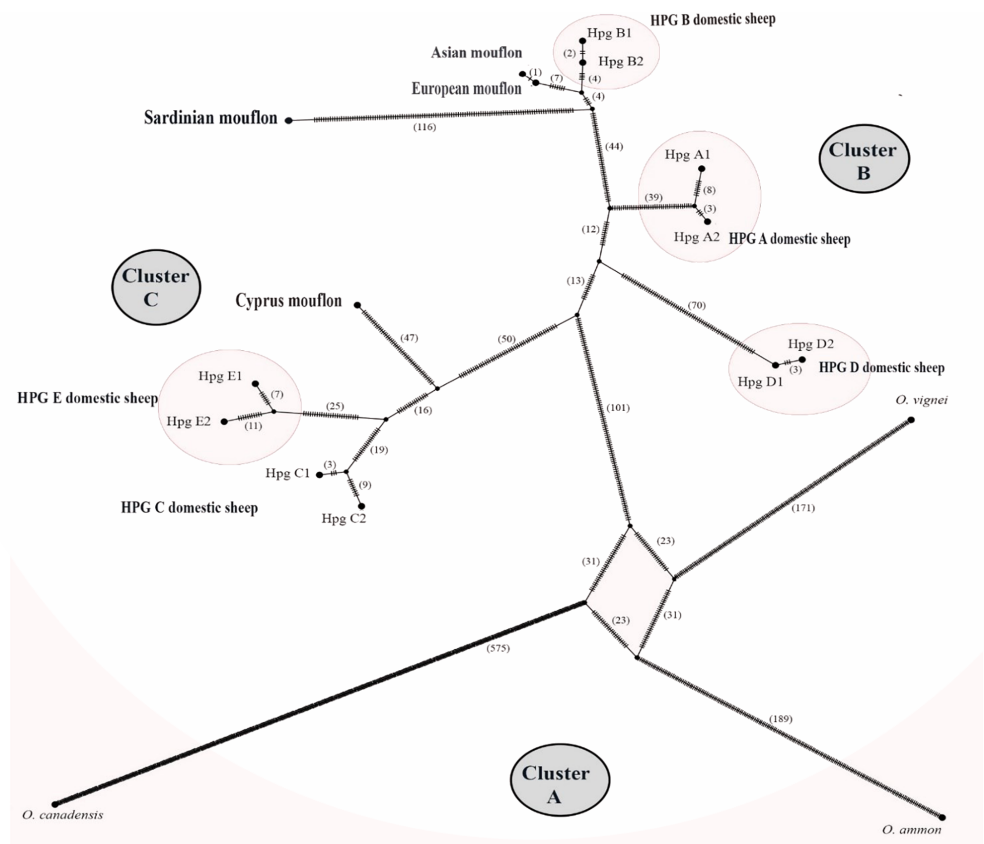 HPG B domestic sheep
Hpg B1
(2)
Hpg B2
Asian mouflon
(1)
(7)
(4)
European mouflon
(4)
Sardinian mouflon
(116)
(44)
Cluster
B
Hpg A1
(8)
(39)
(3)
Hpg A2
HPG A domestic sheep
(12)
Cluster
C
(13)
Cyprus mouflon
(70)
(47)
(50)
Hpg D2
(3)
HPG D domestic sheep
Hpg D1
Hpg E1
(7)
HPG E domestic sheep
Hpg E2
(11)
(25)
(16)
(101)
O. vignei
(19)
Hpg C1
(3)
(9)
HPG C domestic sheep
Hpg C2
(171)
(23)
(31)
(31)
(23)
(575)
(189)
Cluster
A
O. canadensis
O. ammon